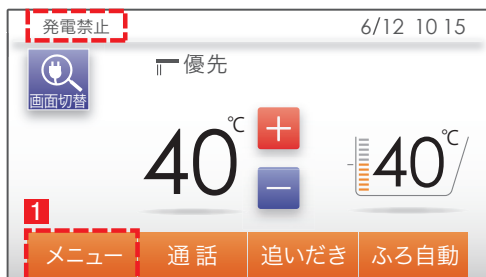 発電禁止
6/12 10 15
画面切替
優先
40℃
+
−
40℃
1
メニュー
通話
追いだき
ふろ自動